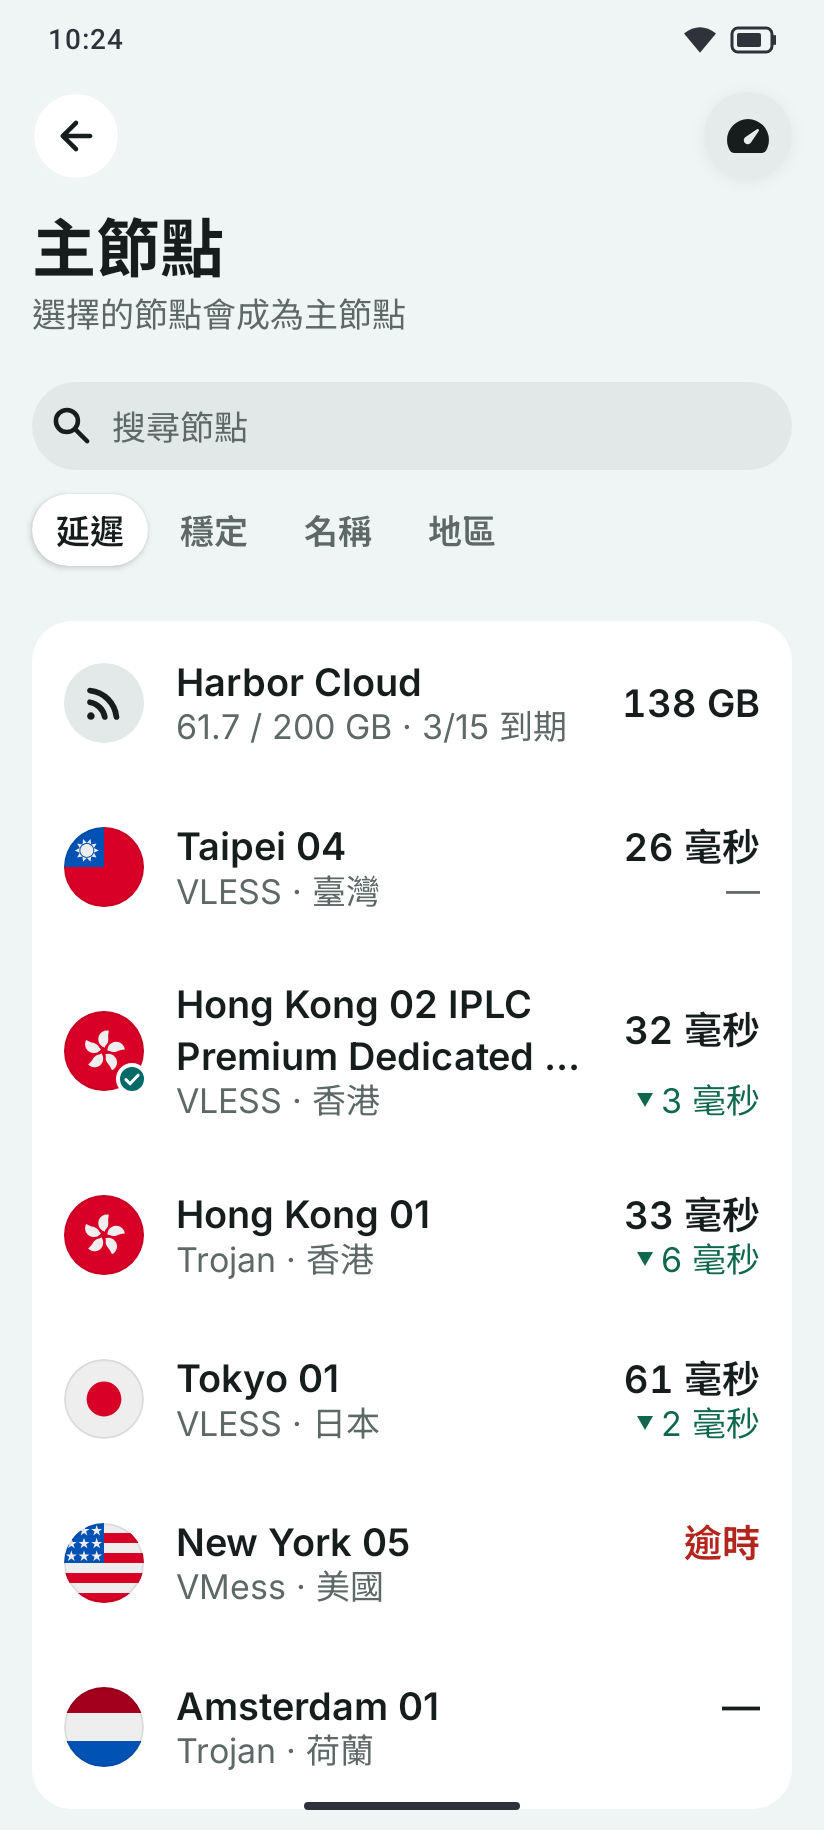 10:24
主節點
選擇的節點會成為主節點
搜尋節點
延遲 穩定 名稱 地區
Harbor Cloud
61.7 / 200 GB · 3/15 到期
138 GB
Taipei 04
26 毫秒
VLESS · 臺灣
—
Hong Kong 02 IPLC
Premium Dedicated ...
32 毫秒
VLESS · 香港
▼3 毫秒
Hong Kong 01
33 毫秒
Trojan · 香港
▼6 毫秒
Tokyo 01
61 毫秒
VLESS · 日本
▼2 毫秒
New York 05
逾時
VMess · 美國
Amsterdam 01
—
Trojan · 荷蘭